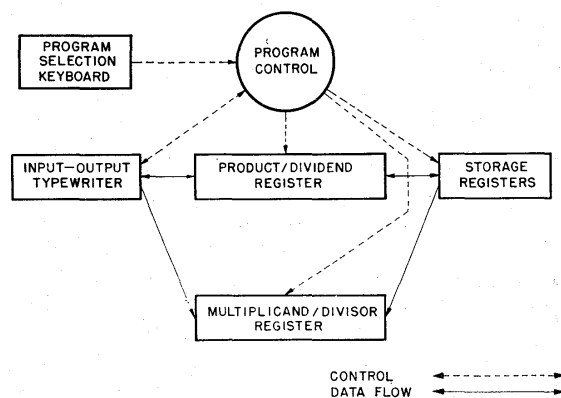 PROGRAM
SELECTION
KEYBOARD
PROGRAM
CONTROL
INPUT-OUTPUT
TYPEWRITER
PRODUCT/DIVIDEND
REGISTER
STORAGE
REGISTERS
MULTIPLICAND/DIVISOR
REGISTER
CONTROL
DATA FLOW